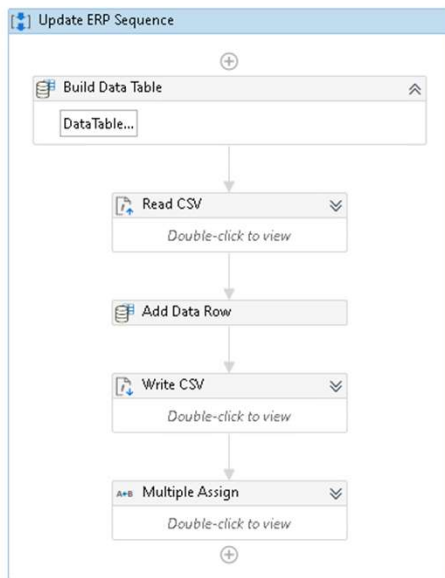 Update ERP Sequence
Build Data Table
DataTable...
Read CSV
Double-click to view
Add Data Row
Write CSV
Double-click to view
A+B Multiple Assign
Double-click to view